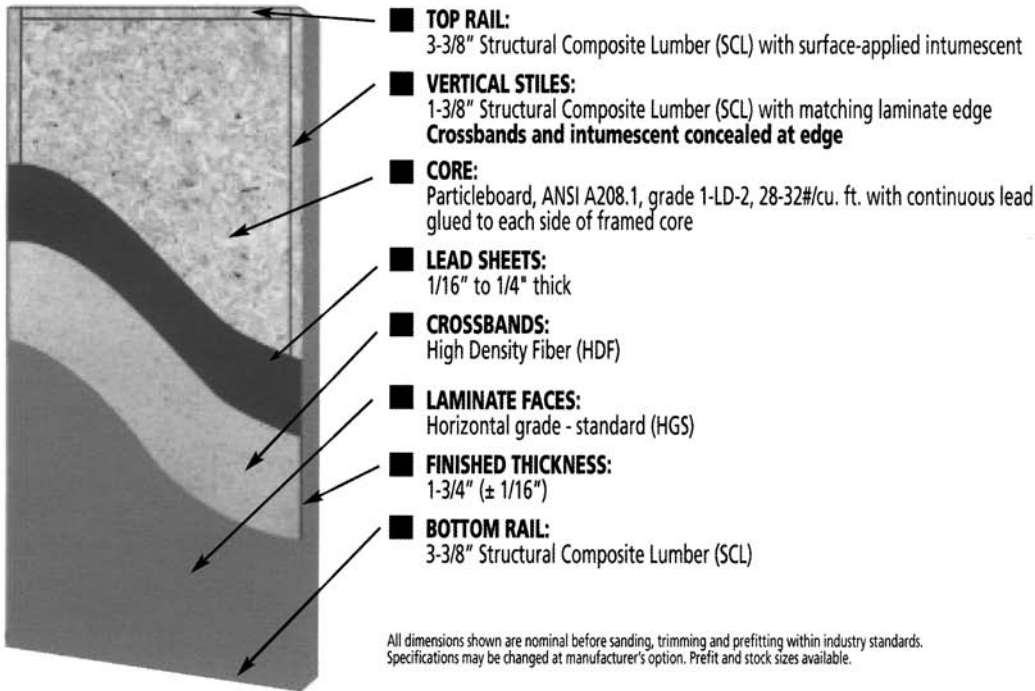 TOP RAIL:
3-3/8” Structural Composite Lumber (SCL) with surface-applied intumescent
VERTICAL STILES:
1-3/8” Structural Composite Lumber (SCL) with matching laminate edge
Crossbands and intumescent concealed at edge
CORE:
Particleboard, ANSI A208.1, grade 1-LD-2, 28-32#/cu. ft. with continuous lead
glued to each side of framed core
LEAD SHEETS:
1/16” to 1/4" thick
CROSSBANDS:
High Density Fiber (HDF)
LAMINATE FACES:
Horizontal grade - standard (HGS)
FINISHED THICKNESS:
1-3/4” (± 1/16”)
BOTTOM RAIL:
3-3/8” Structural Composite Lumber (SCL)
All dimensions shown are nominal before sanding, trimming and prefitting within industry standards.
Specifications may be changed at manufacturer's option. Prefit and stock sizes available.